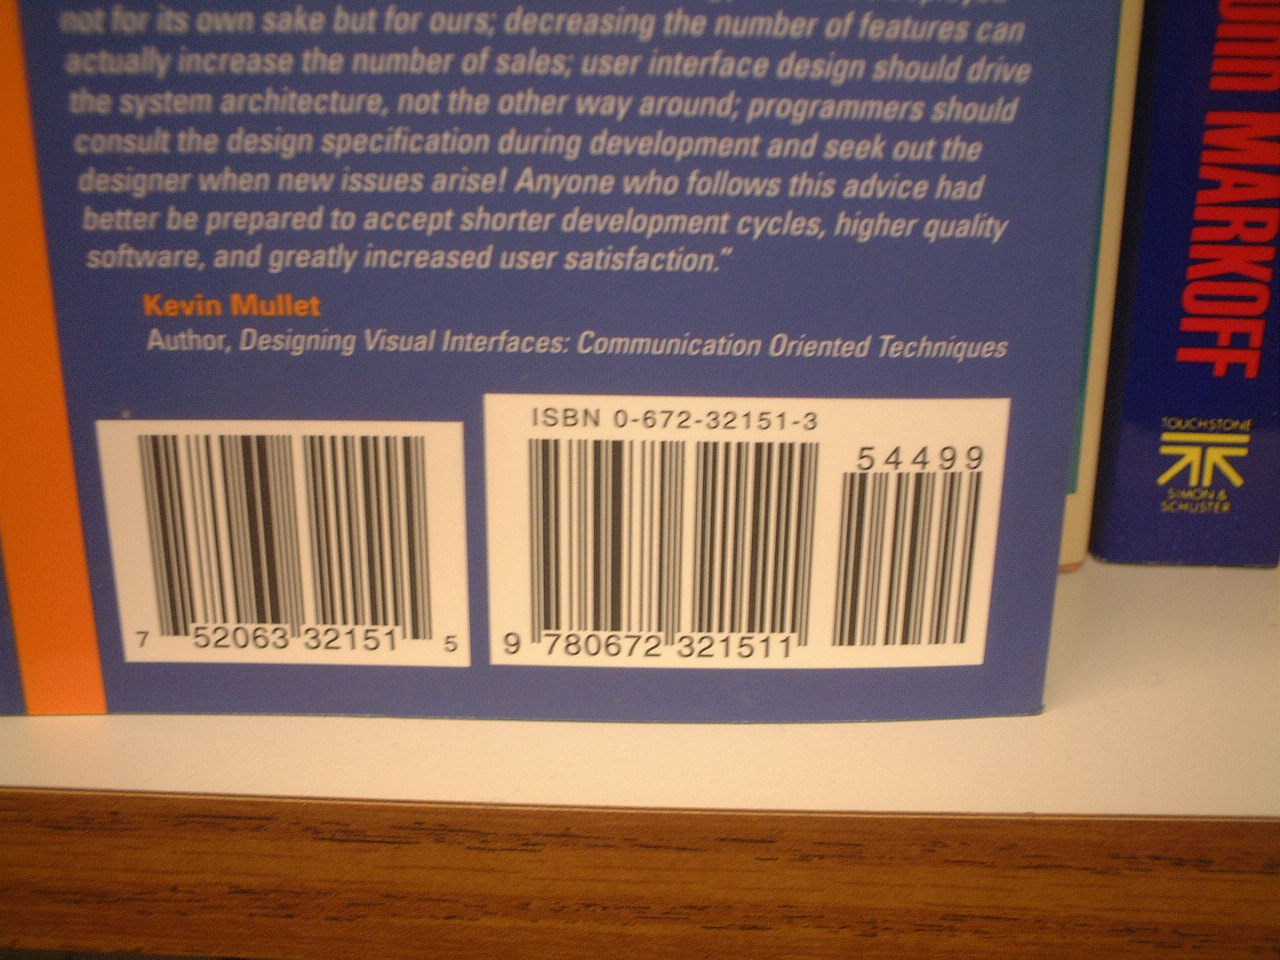 not for its own sake but for ours; decreasing the number of features can
actually increase the number of sales; user interface design should drive
the system architecture, not the other way around; programmers should
consult the design specification during development and seek out the
designer when new issues arise! Anyone who follows this advice had
better be prepared to accept shorter development cycles, higher quality
software, and greatly increased user satisfaction."
Kevin Mullet
Author, Designing Visual Interfaces: Communication Oriented Techniques
7 52063 32151 5
ISBN 0-672-32151-3
54499
9 780672 321511
MARKOFF
TOUCHSTONE
SIMON &
SCHUSTER